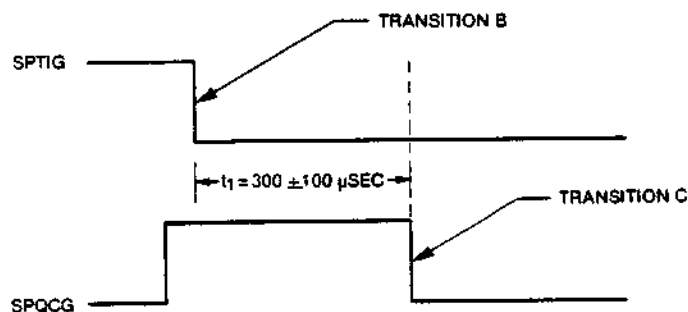 TRANSITION B
SPTIG
t₁ = 300 ±100 µSEC
TRANSITION C
SPQCG